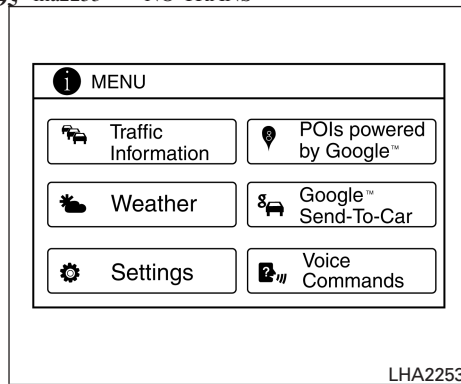 MENU
Traffic
Information
POIs powered
by Google™
Weather
Google™
Send-To-Car
Settings
Voice
Commands
LHA2253